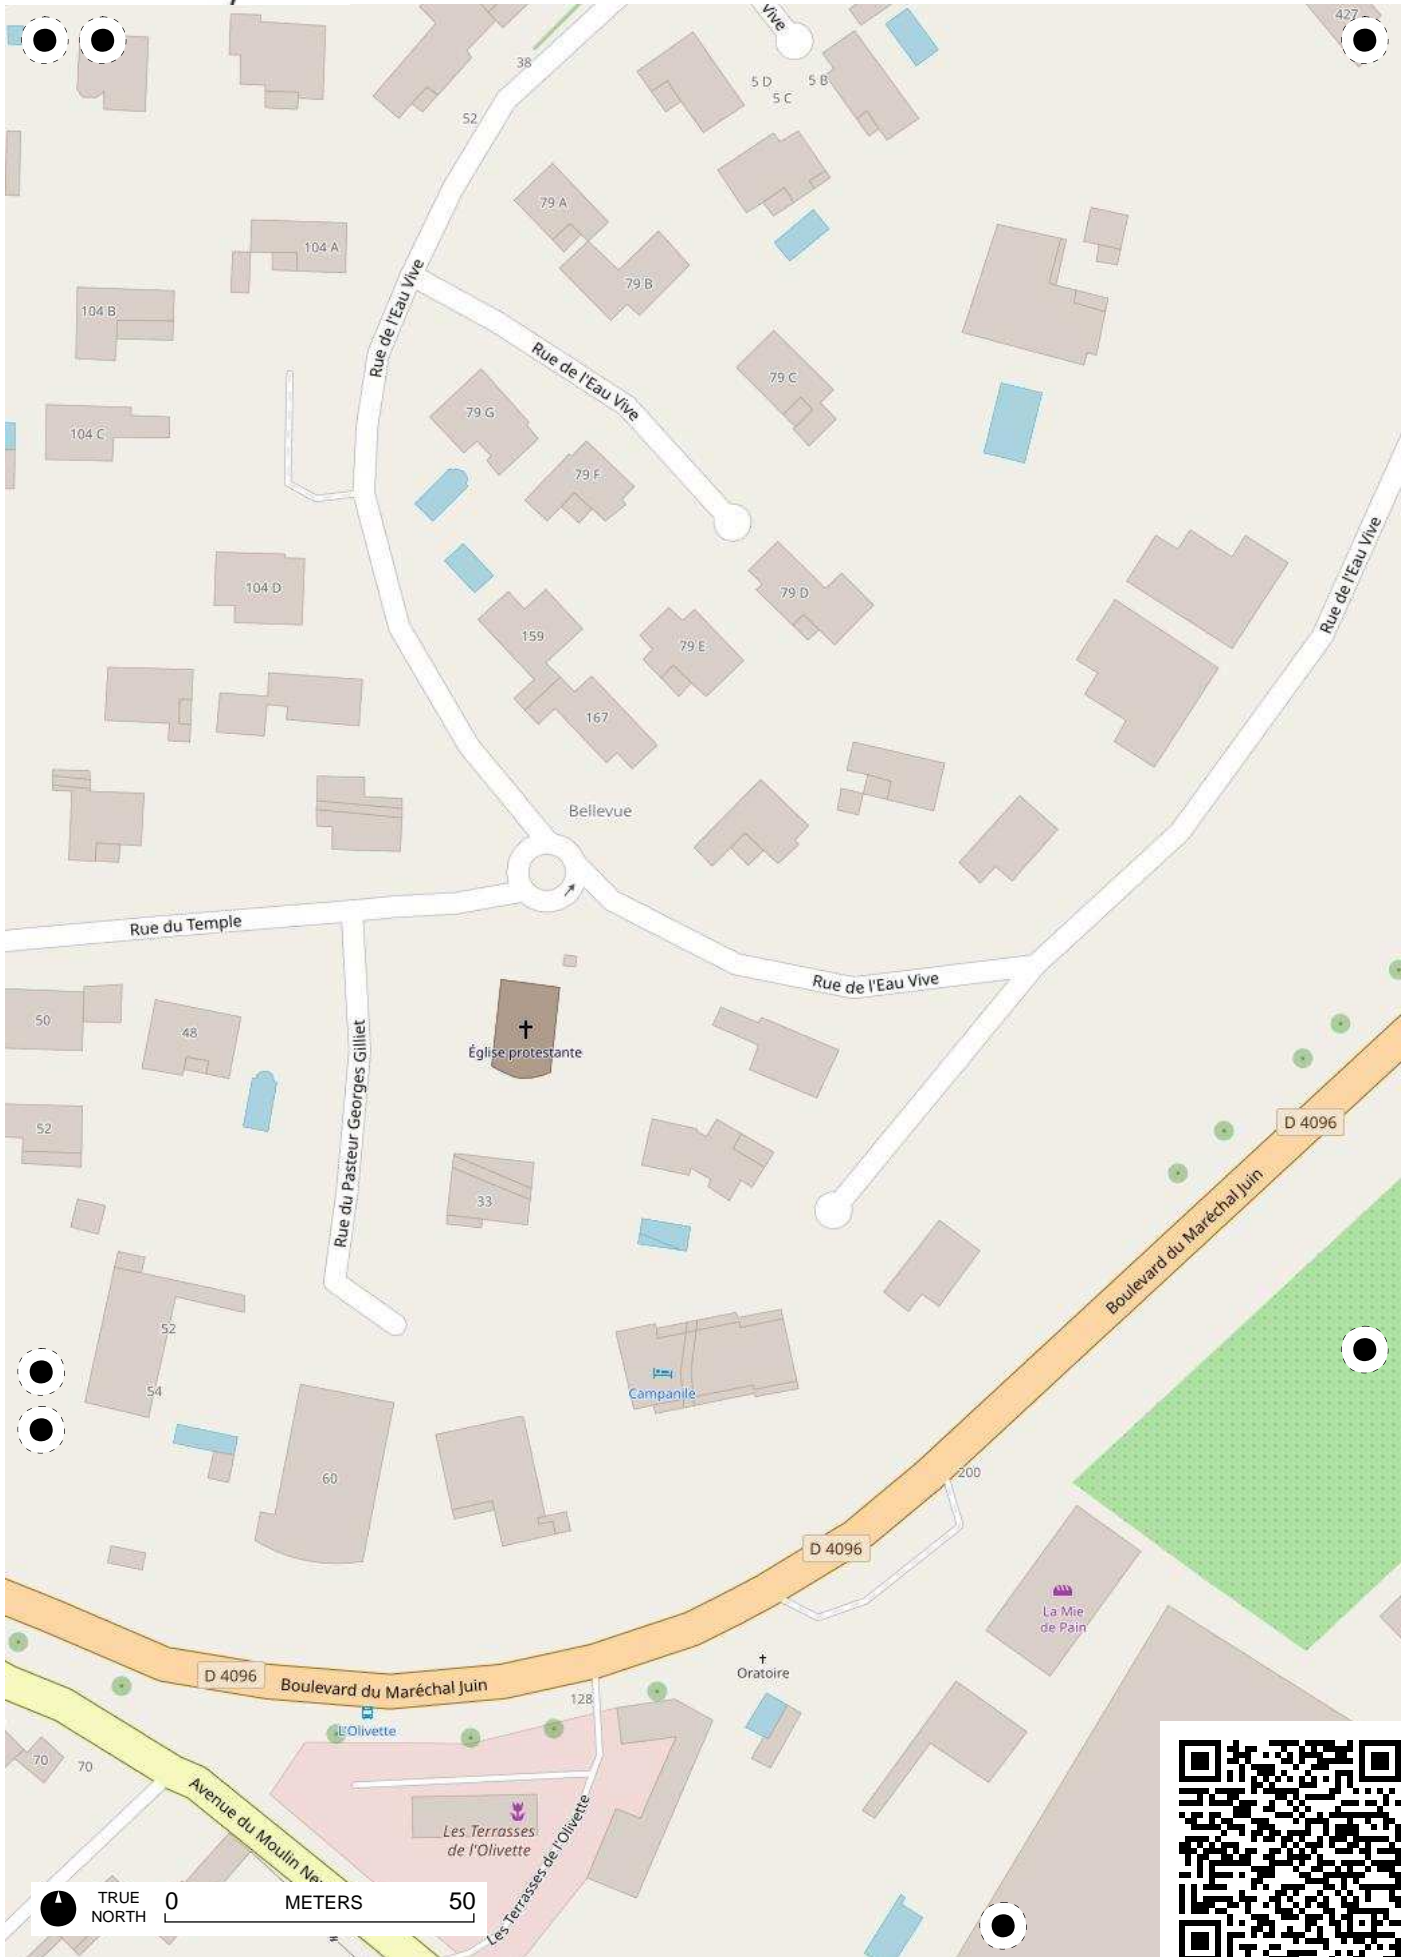 Vive
427
38
5 D
5 B
5 C
52
79 A
104 A
79 B
Rue de l'Eau Vive
104 B
Rue de l'Eau Vive
79 C
79 G
104 C
79 F
Rue de l'Eau Vive
104 D
79 D
159
79 E
167
Bellevue
Rue du Temple
Rue de l'Eau Vive
50
48
Église protestante
Rue du Pasteur Georges Gilliet
D 4096
52
33
Boulevard du Maréchal Juin
52
54
Campanile
60
200
D 4096
La Mie
de Pain
Oratoire
D 4096
Boulevard du Maréchal Juin
128
L'Olivette
70
70
Avenue du Moulin
Les Terrasses
de l'Olivette
Les Terrasses de l'Olivette
TRUE
NORTH
0 METERS 50